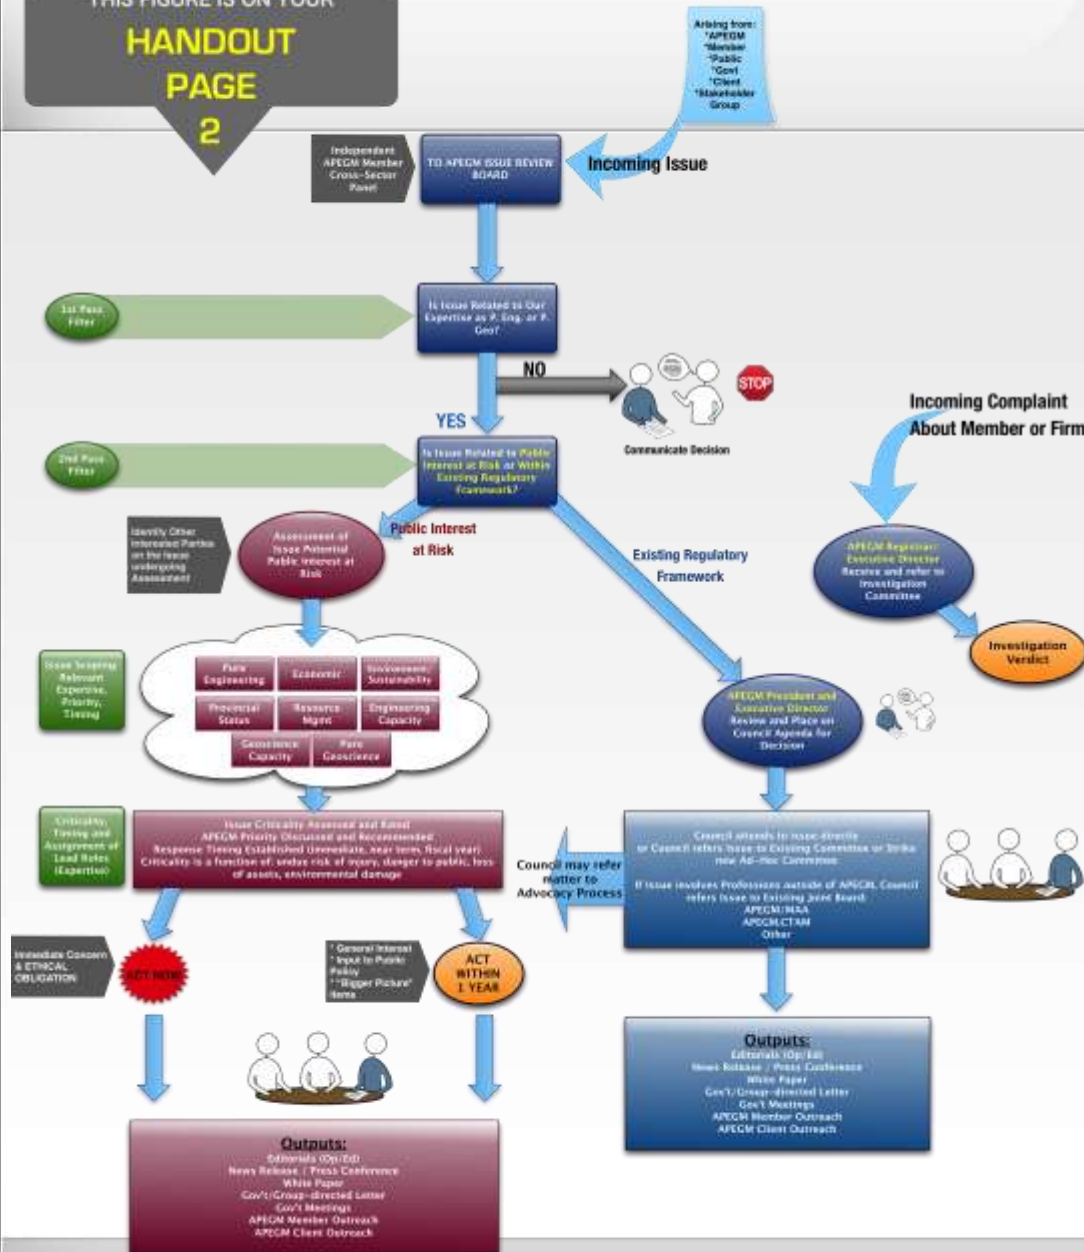 THIS FIGURE IS ON YOUR
HANDOUT
PAGE
2
Arising from:
*APEGM
*Member
*Public
*Govt
*Client
*Stakeholder
Group
Incoming Issue
Independent
APEGM Member
Cross-Sector
Panel
TO APEGM ISSUE REVIEW
BOARD
1st Pass
Filter
Is Issue Related to Our
Expertise as P. Eng. or P.
Geo?
NO
STOP
Communicate Decision
YES
2nd Pass
Filter
Is Issue Related to Public
Interest at Risk or Within
Existing Regulatory
Framework?
Incoming Complaint
About Member or Firm
Identify Other
Interested Parties
on the Issue
undergoing
Assessment
Assessment of
Issue Potential
Public Interest at
Risk
Public Interest
at Risk
Existing Regulatory
Framework
APEGM Registrar/
Executive Director
Receive and refer to
Investigation
Committee
Investigation
Verdict
Issue Scoping
Relevant
Expertise,
Priority,
Timing
Pure
Engineering
Economic
Environment/
Sustainability
Provincial
Status
Resource
Mgmt
Engineering
Capacity
Geoscience
Capacity
Pure
Geoscience
APEGM President and
Executive Director
Review and Place on
Council Agenda for
Decision
Criticality,
Timing and
Assignment of
Lead Roles
(Expertise)
Issue Criticality Assessed and Rated
APEGM Priority Discussed and Recommended
Response Timing Established (immediate, near term, fiscal year)
Criticality is a function of: undue risk of injury, danger to public, loss
of assets, environmental damage
Council may refer
matter to
Advocacy Process
Council attends to issue directly
or Council refers Issue to Existing Committee or Strike
new Ad-Hoc Committee
If Issue involves Professions outside of APEGM, Council
refers Issue to Existing Joint Board:
APEGM/MAA
APEGM.CTAM
Other
Immediate Concern
& ETHICAL
OBLIGATION
ACT NOW
* General Interest
* Input to Public
Policy
* "Bigger Picture"
Items
ACT
WITHIN
1 YEAR
Outputs:
Editorials (Op/Ed)
News Release / Press Conference
White Paper
Gov't/Group-directed Letter
Gov't Meetings
APEGM Member Outreach
APEGM Client Outreach
Outputs:
Editorials (Op/Ed)
News Release / Press Conference
White Paper
Gov't/Group-directed Letter
Gov't Meetings
APEGM Member Outreach
APEGM Client Outreach